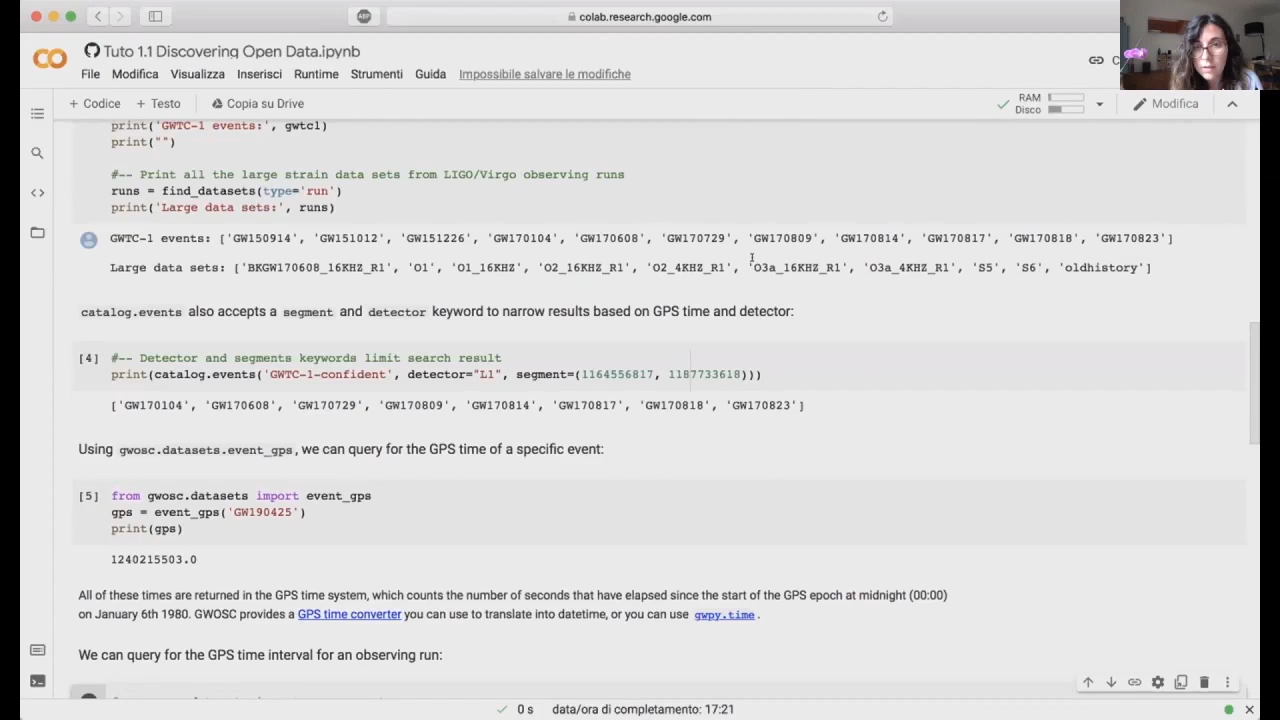 colab.research.google.com
ABP
Tuto 1.1 Discovering Open Data.ipynb
File Modifica Visualizza Inserisci Runtime Strumenti Guida Impossibile salvare le modifiche
+ Codice + Testo Copia su Drive
RAM
Disco
Modifica
print('GWTC-1 events:', gwtc1)
print("")
#-- Print all the large strain data sets from LIGO/Virgo observing runs
runs = find_datasets(type='run')
print('Large data sets:', runs)
GWTC-1 events: ['GW150914', 'GW151012', 'GW151226', 'GW170104', 'GW170608', 'GW170729', 'GW170809', 'GW170814', 'GW170817', 'GW170818', 'GW170823']
Large data sets: ['BKGW170608_16KHZ_R1', 'O1', 'O1_16KHZ', 'O2_16KHZ_R1', 'O2_4KHZ_R1', 'O3a_16KHZ_R1', 'O3a_4KHZ_R1', 'S5', 'S6', 'oldhistory']
catalog.events also accepts a segment and detector keyword to narrow results based on GPS time and detector:
[4] #-- Detector and segments keywords limit search result
print(catalog.events('GWTC-1-confident', detector="L1", segment=(1164556817, 1187733618)))
['GW170104', 'GW170608', 'GW170729', 'GW170809', 'GW170814', 'GW170817', 'GW170818', 'GW170823']
Using gwosc.datasets.event_gps, we can query for the GPS time of a specific event:
[5] from gwosc.datasets import event_gps
gps = event_gps('GW190425')
print(gps)
1240215503.0
All of these times are returned in the GPS time system, which counts the number of seconds that have elapsed since the start of the GPS epoch at midnight (00:00)
on January 6th 1980. GWOSC provides a GPS time converter you can use to translate into datetime, or you can use gwpy.time.
We can query for the GPS time interval for an observing run:
0 s data/ora di completamento: 17:21